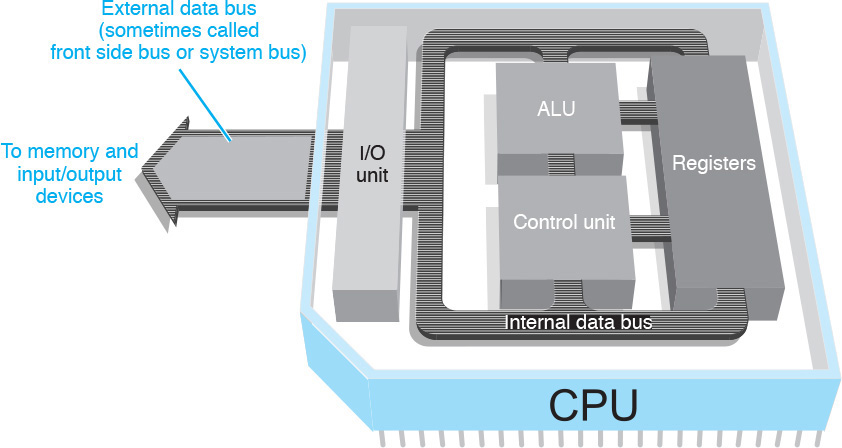 External data bus
(sometimes called
front side bus or system bus)
To memory and
input/output
devices
I/O
unit
ALU
Registers
Control unit
Internal data bus
CPU